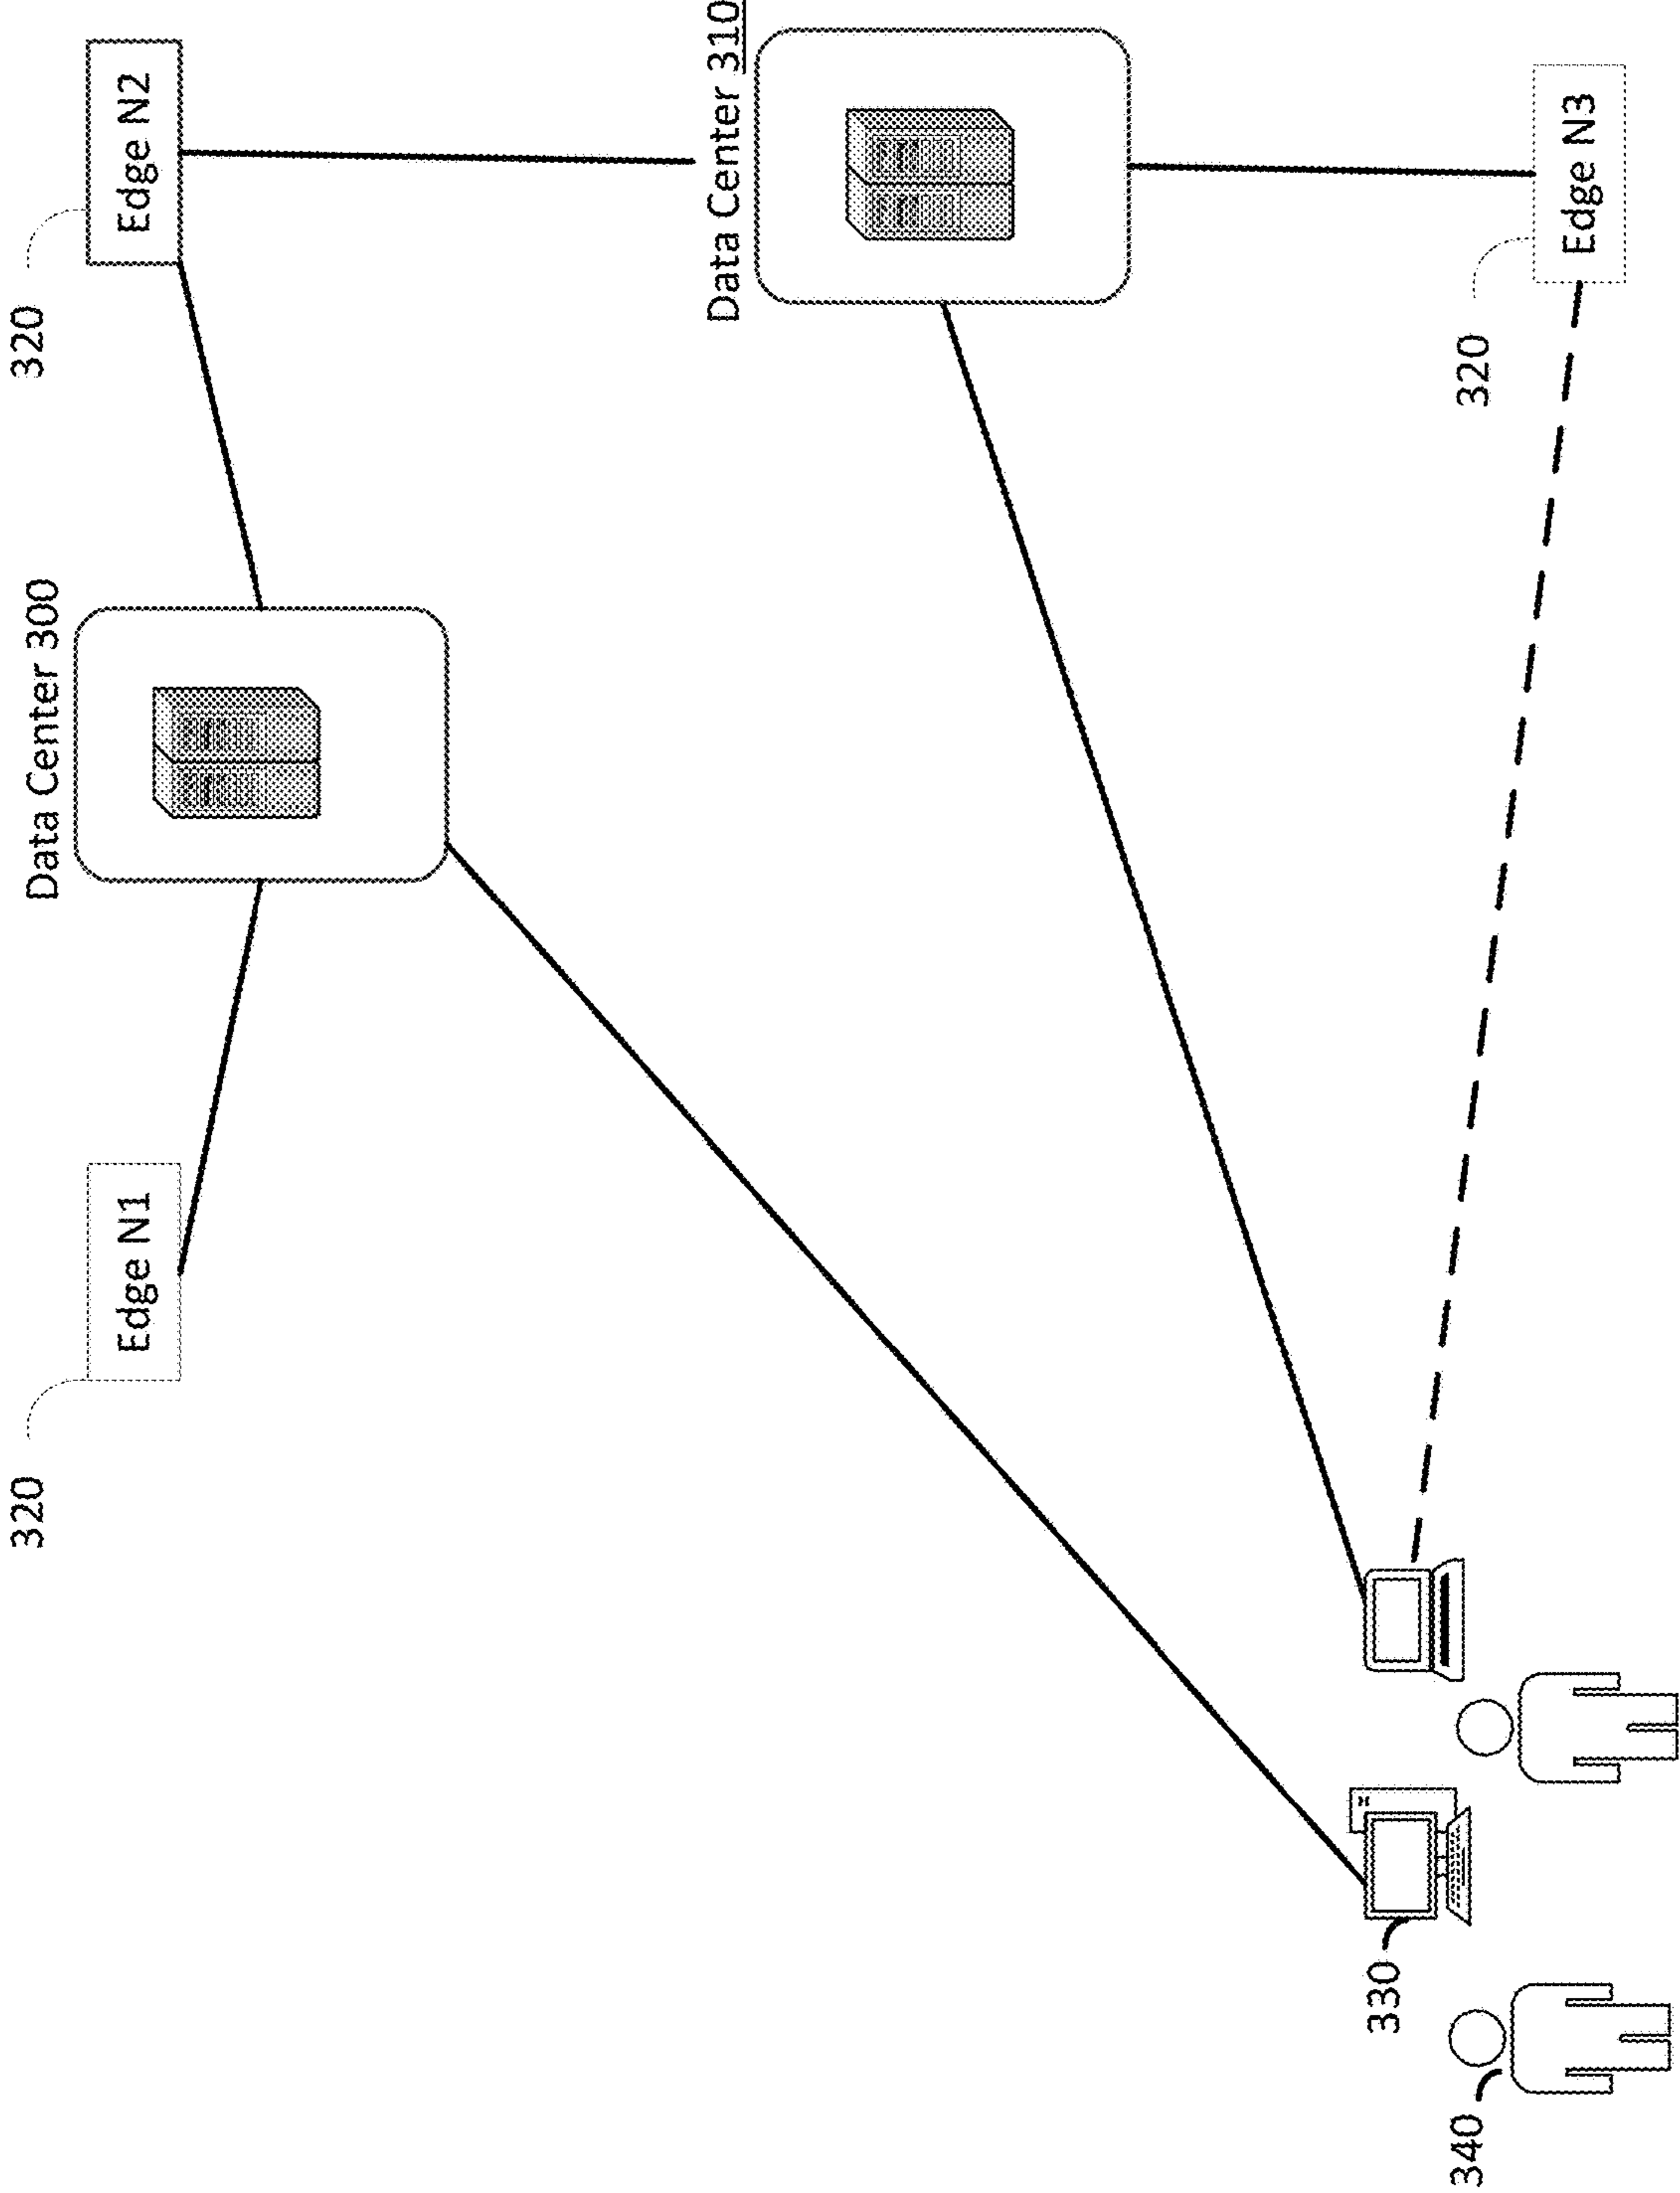 320
Edge N1
Data Center 300
320
Edge N2
Data Center 310
330
340
320
Edge N3